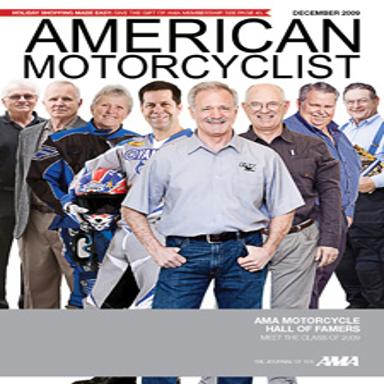 HOLIDAY SHOPPING MADE EASY: GIVE THE GIFT OF AMA MEMBERSHIP. SEE PAGE 45.
DECEMBER 2009
AMERICAN
MOTORCYCLIST
AMA MOTORCYCLE
HALL OF FAMERS
MEET THE CLASS OF 2009
THE JOURNAL OF THE AMA